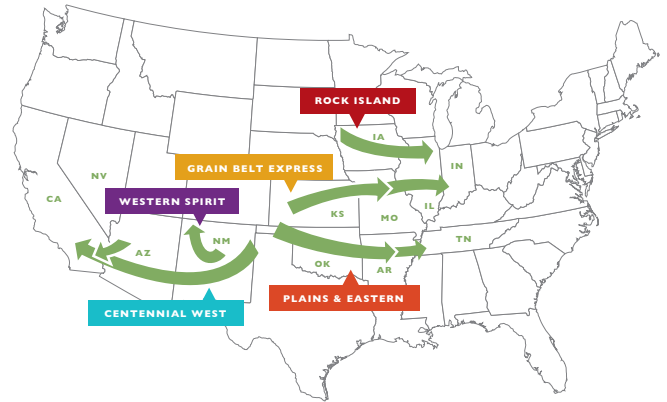 ROCK ISLAND
IA
GRAIN BELT EXPRESS
IN
NV
WESTERN SPIRIT
CA
KS
MO
IL
NM
TN
AZ
OK
AR
PLAINS & EASTERN
CENTENNIAL WEST